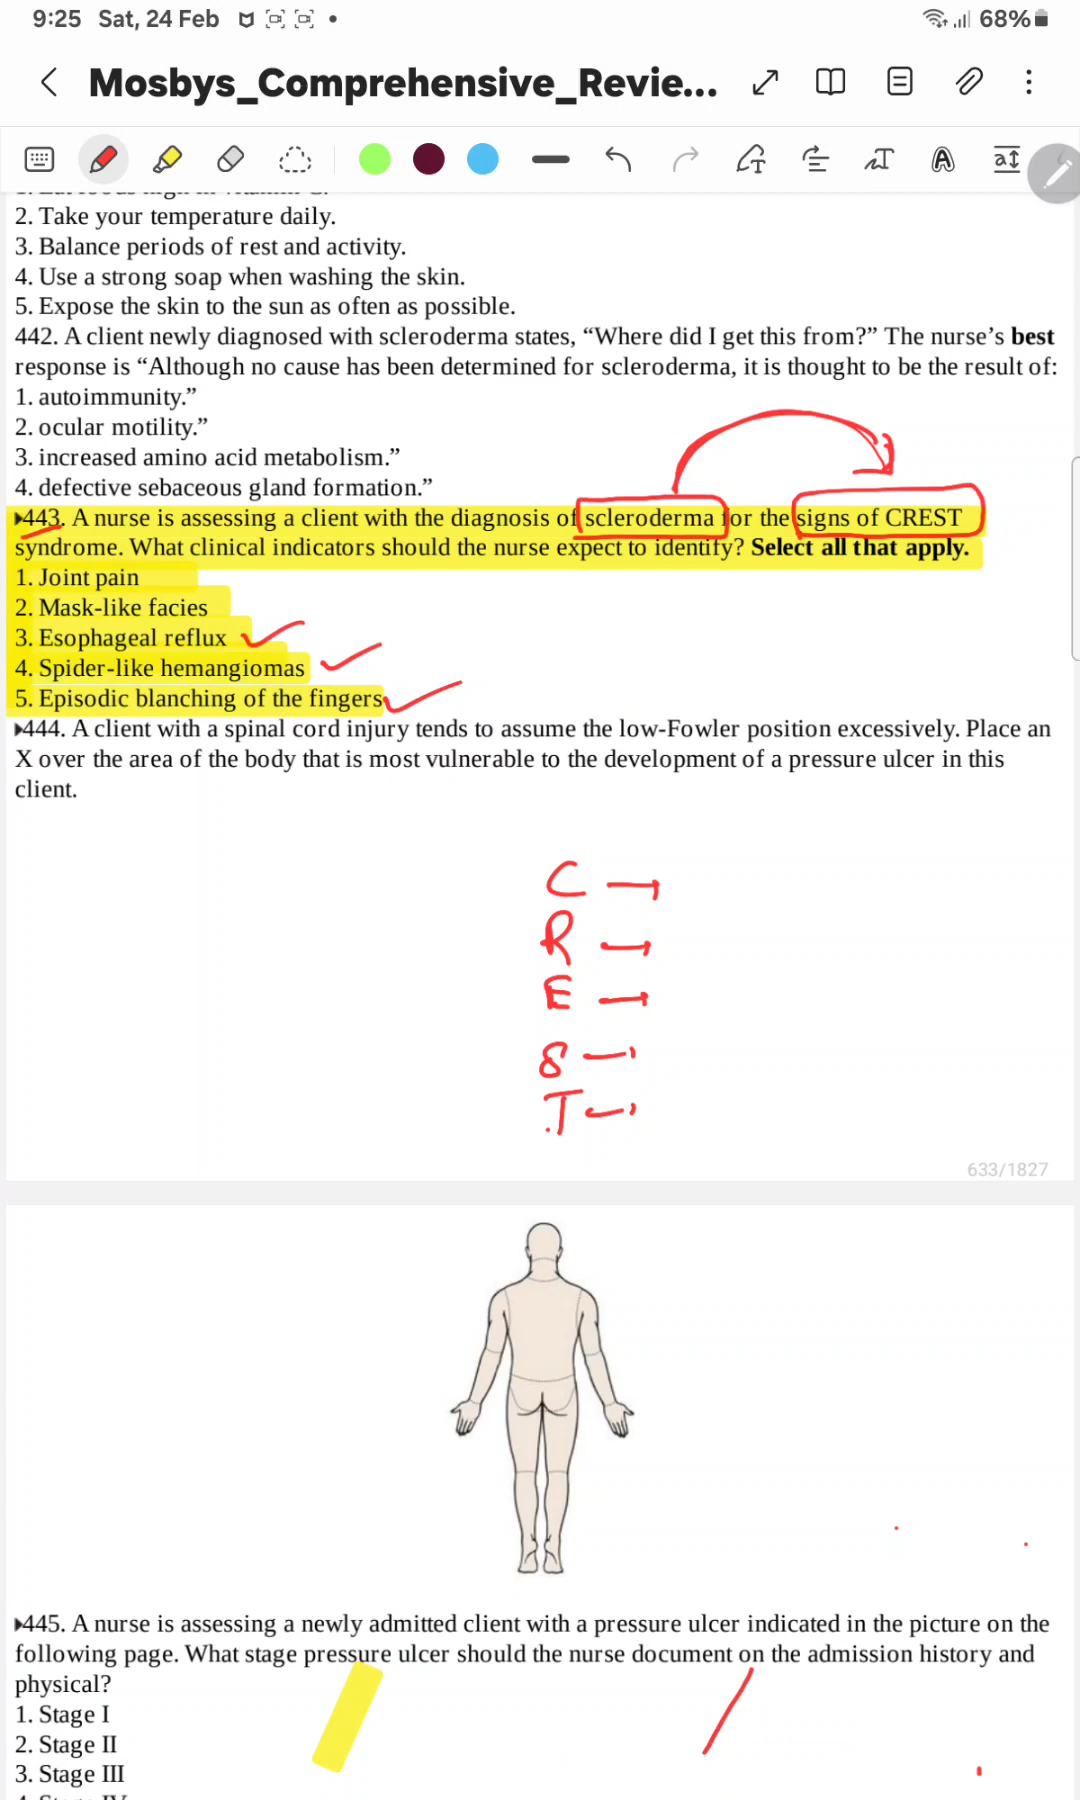 9:25 Sat, 24 Feb
68%
Mosbys_Comprehensive_Revie...
2. Take your temperature daily.
3. Balance periods of rest and activity.
4. Use a strong soap when washing the skin.
5. Expose the skin to the sun as often as possible.
442. A client newly diagnosed with scleroderma states, “Where did I get this from?” The nurse’s best
response is “Although no cause has been determined for scleroderma, it is thought to be the result of:
1. autoimmunity.”
2. ocular motility.”
3. increased amino acid metabolism.”
4. defective sebaceous gland formation.”
443. A nurse is assessing a client with the diagnosis of scleroderma for the signs of CREST
syndrome. What clinical indicators should the nurse expect to identify? Select all that apply.
1. Joint pain
2. Mask-like facies
3. Esophageal reflux
4. Spider-like hemangiomas
5. Episodic blanching of the fingers
444. A client with a spinal cord injury tends to assume the low-Fowler position excessively. Place an
X over the area of the body that is most vulnerable to the development of a pressure ulcer in this
client.
C →
R →
E →
S →
T →
633/1827
445. A nurse is assessing a newly admitted client with a pressure ulcer indicated in the picture on the
following page. What stage pressure ulcer should the nurse document on the admission history and
physical?
1. Stage I
2. Stage II
3. Stage III